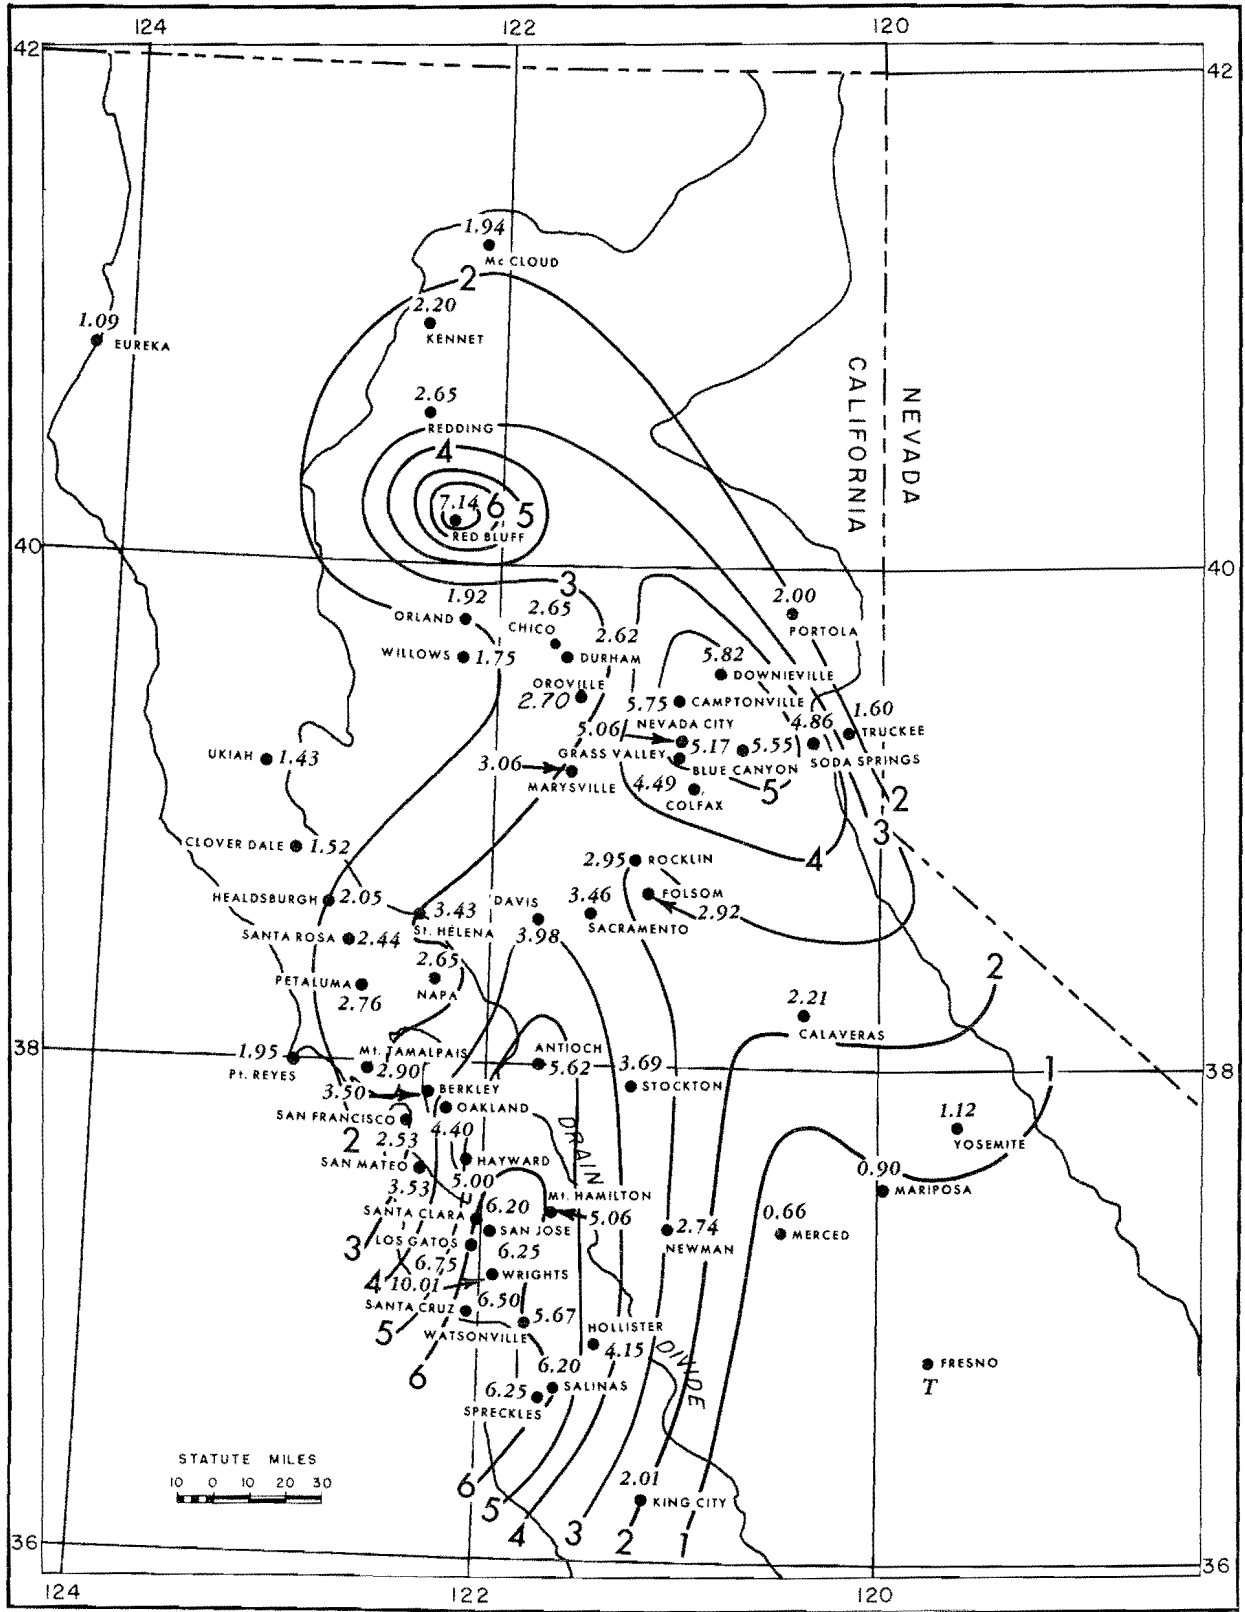 124 122 120
42 42
1.94
Mc CLOUD
2
2.20
KENNET
1.09
EUREKA
CALIFORNIA
NEVADA
2.65
REDDING
4
7.14 6 5
RED BLUFF
40 40
3
1.92
ORLAND
2.65
CHICO
2.00
PORTOLA
2.62
WILLOWS 1.75
DURHAM
5.82
DOWNIEVILLE
OROVILLE
2.70
5.75 CAMPTONVILLE
NEVADA CITY
5.06
4.86
1.60
TRUCKEE
UKIAH 1.43
GRASS VALLEY 5.17
5.55
SODA SPRINGS
BLUE CANYON
3.06
MARYSVILLE
4.49
COLFAX
5
2
3
4
CLOVER DALE 1.52
2.95 ROCKLIN
HEALDSBURGH 2.05
FOLSOM
2.92
3.43
St. HELENA
DAVIS
3.98
3.46
SACRAMENTO
SANTA ROSA 2.44
2.65
NAPA
PETALUMA
2.76
2
2.21
CALAVERAS
38 38
1.95
Pt. REYES
Mt. TAMALPAIS
2.90
ANTIOCH
5.62
3.69
STOCKTON
1
3.50
BERKLEY
OAKLAND
SAN FRANCISCO
2
2.53
4.40
1.12
YOSEMITE
DRAIN
SAN MATEO
3.53
HAYWARD
5.00
0.90
MARIPOSA
Mt. HAMILTON
5.06
SANTA CLARA 6.20
SAN JOSE
2.74
NEWMAN
0.66
MERCED
3
LOS GATOS
6.75
6.25
WRIGHTS
4 10.01
SANTA CRUZ 6.50
5
WATSONVILLE 5.67
HOLLISTER
4.15
DIVIDE
FRESNO
T
6
6.20
SALINAS
6.25
SPRECKLES
STATUTE MILES
10 0 10 20 30
2.01
KING CITY
6 5 4 3 2 1
36 36
124 122 120